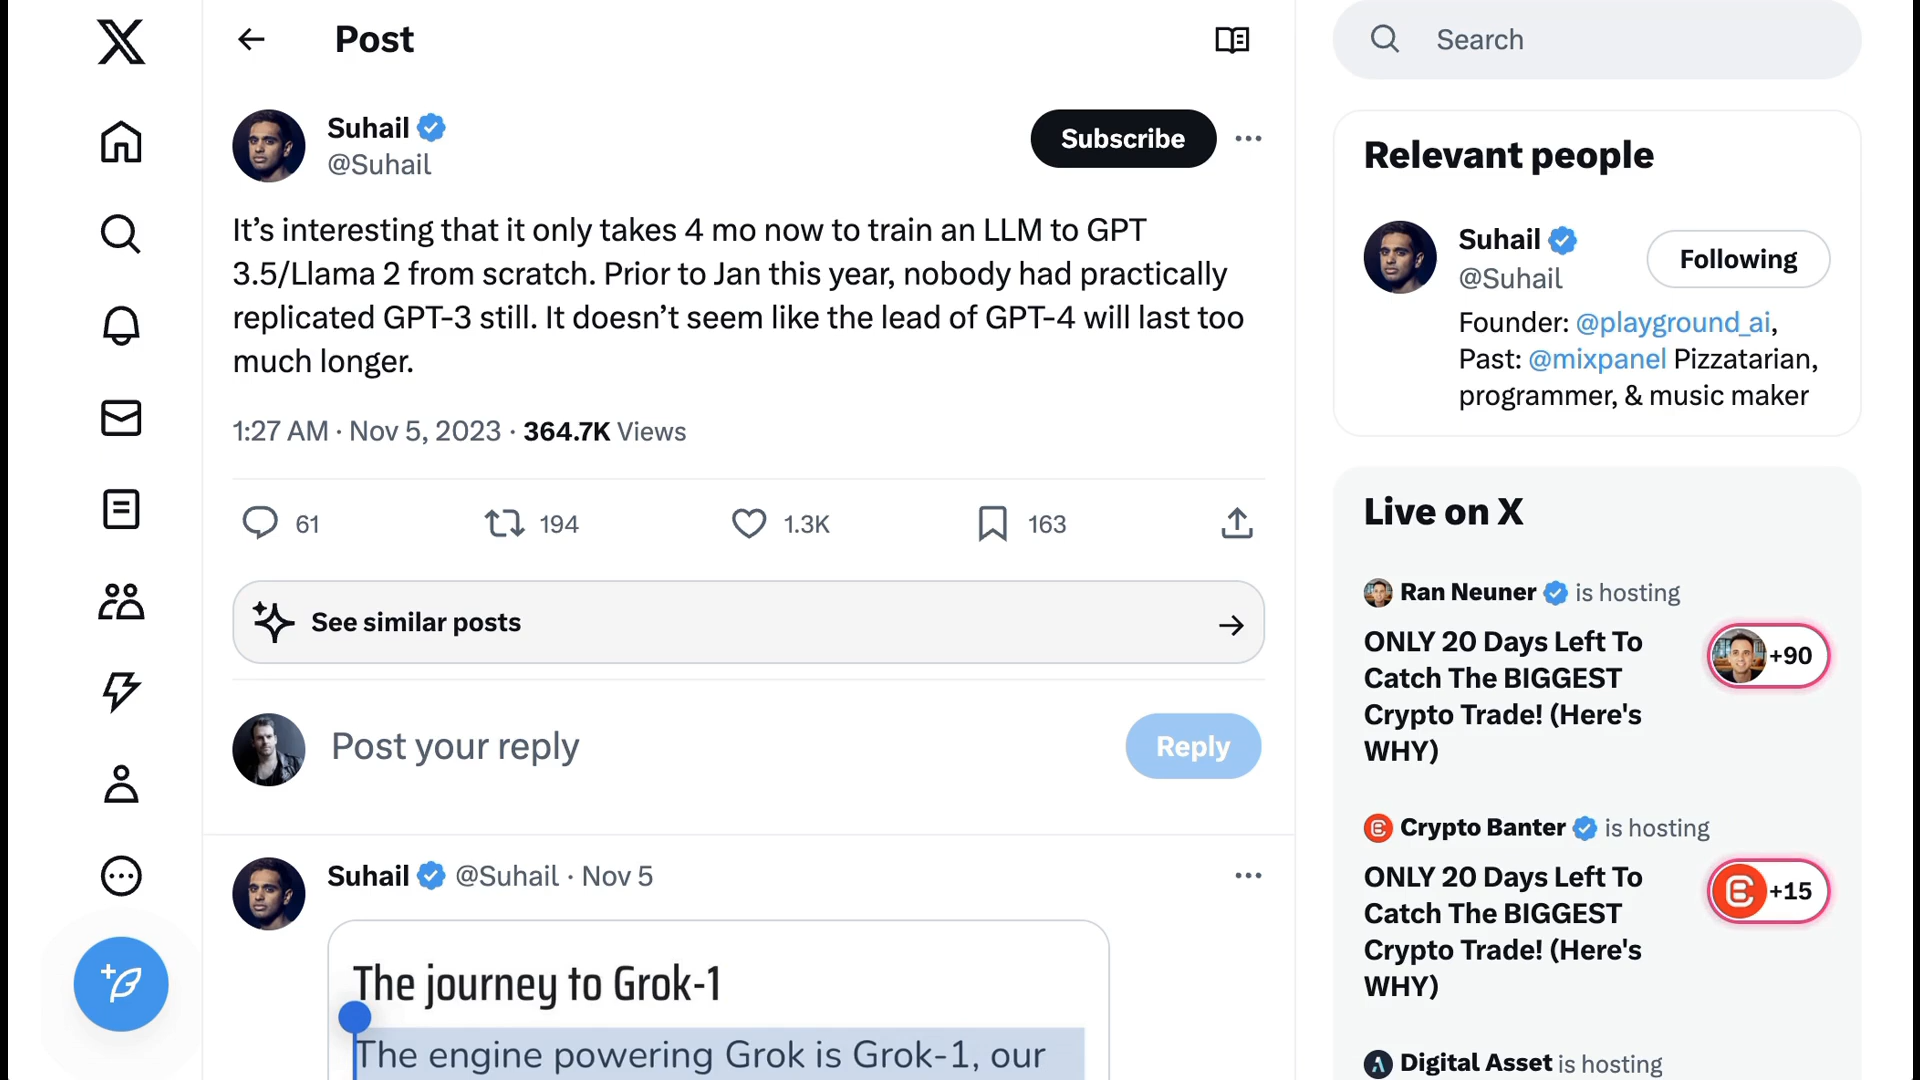 Post
Suhail
@Suhail
Subscribe
It’s interesting that it only takes 4 mo now to train an LLM to GPT
3.5/Llama 2 from scratch. Prior to Jan this year, nobody had practically
replicated GPT-3 still. It doesn’t seem like the lead of GPT-4 will last too
much longer.
1:27 AM · Nov 5, 2023 · 364.7K Views
61 194 1.3K 163
See similar posts
Post your reply
Reply
Suhail @Suhail · Nov 5
The journey to Grok-1
The engine powering Grok is Grok-1, our
Search
Relevant people
Suhail
@Suhail
Following
Founder: @playground_ai,
Past: @mixpanel Pizzatarian,
programmer, & music maker
Live on X
Ran Neuner is hosting
ONLY 20 Days Left To
Catch The BIGGEST
Crypto Trade! (Here's
WHY)
+90
Crypto Banter is hosting
ONLY 20 Days Left To
Catch The BIGGEST
Crypto Trade! (Here's
WHY)
+15
Digital Asset is hosting